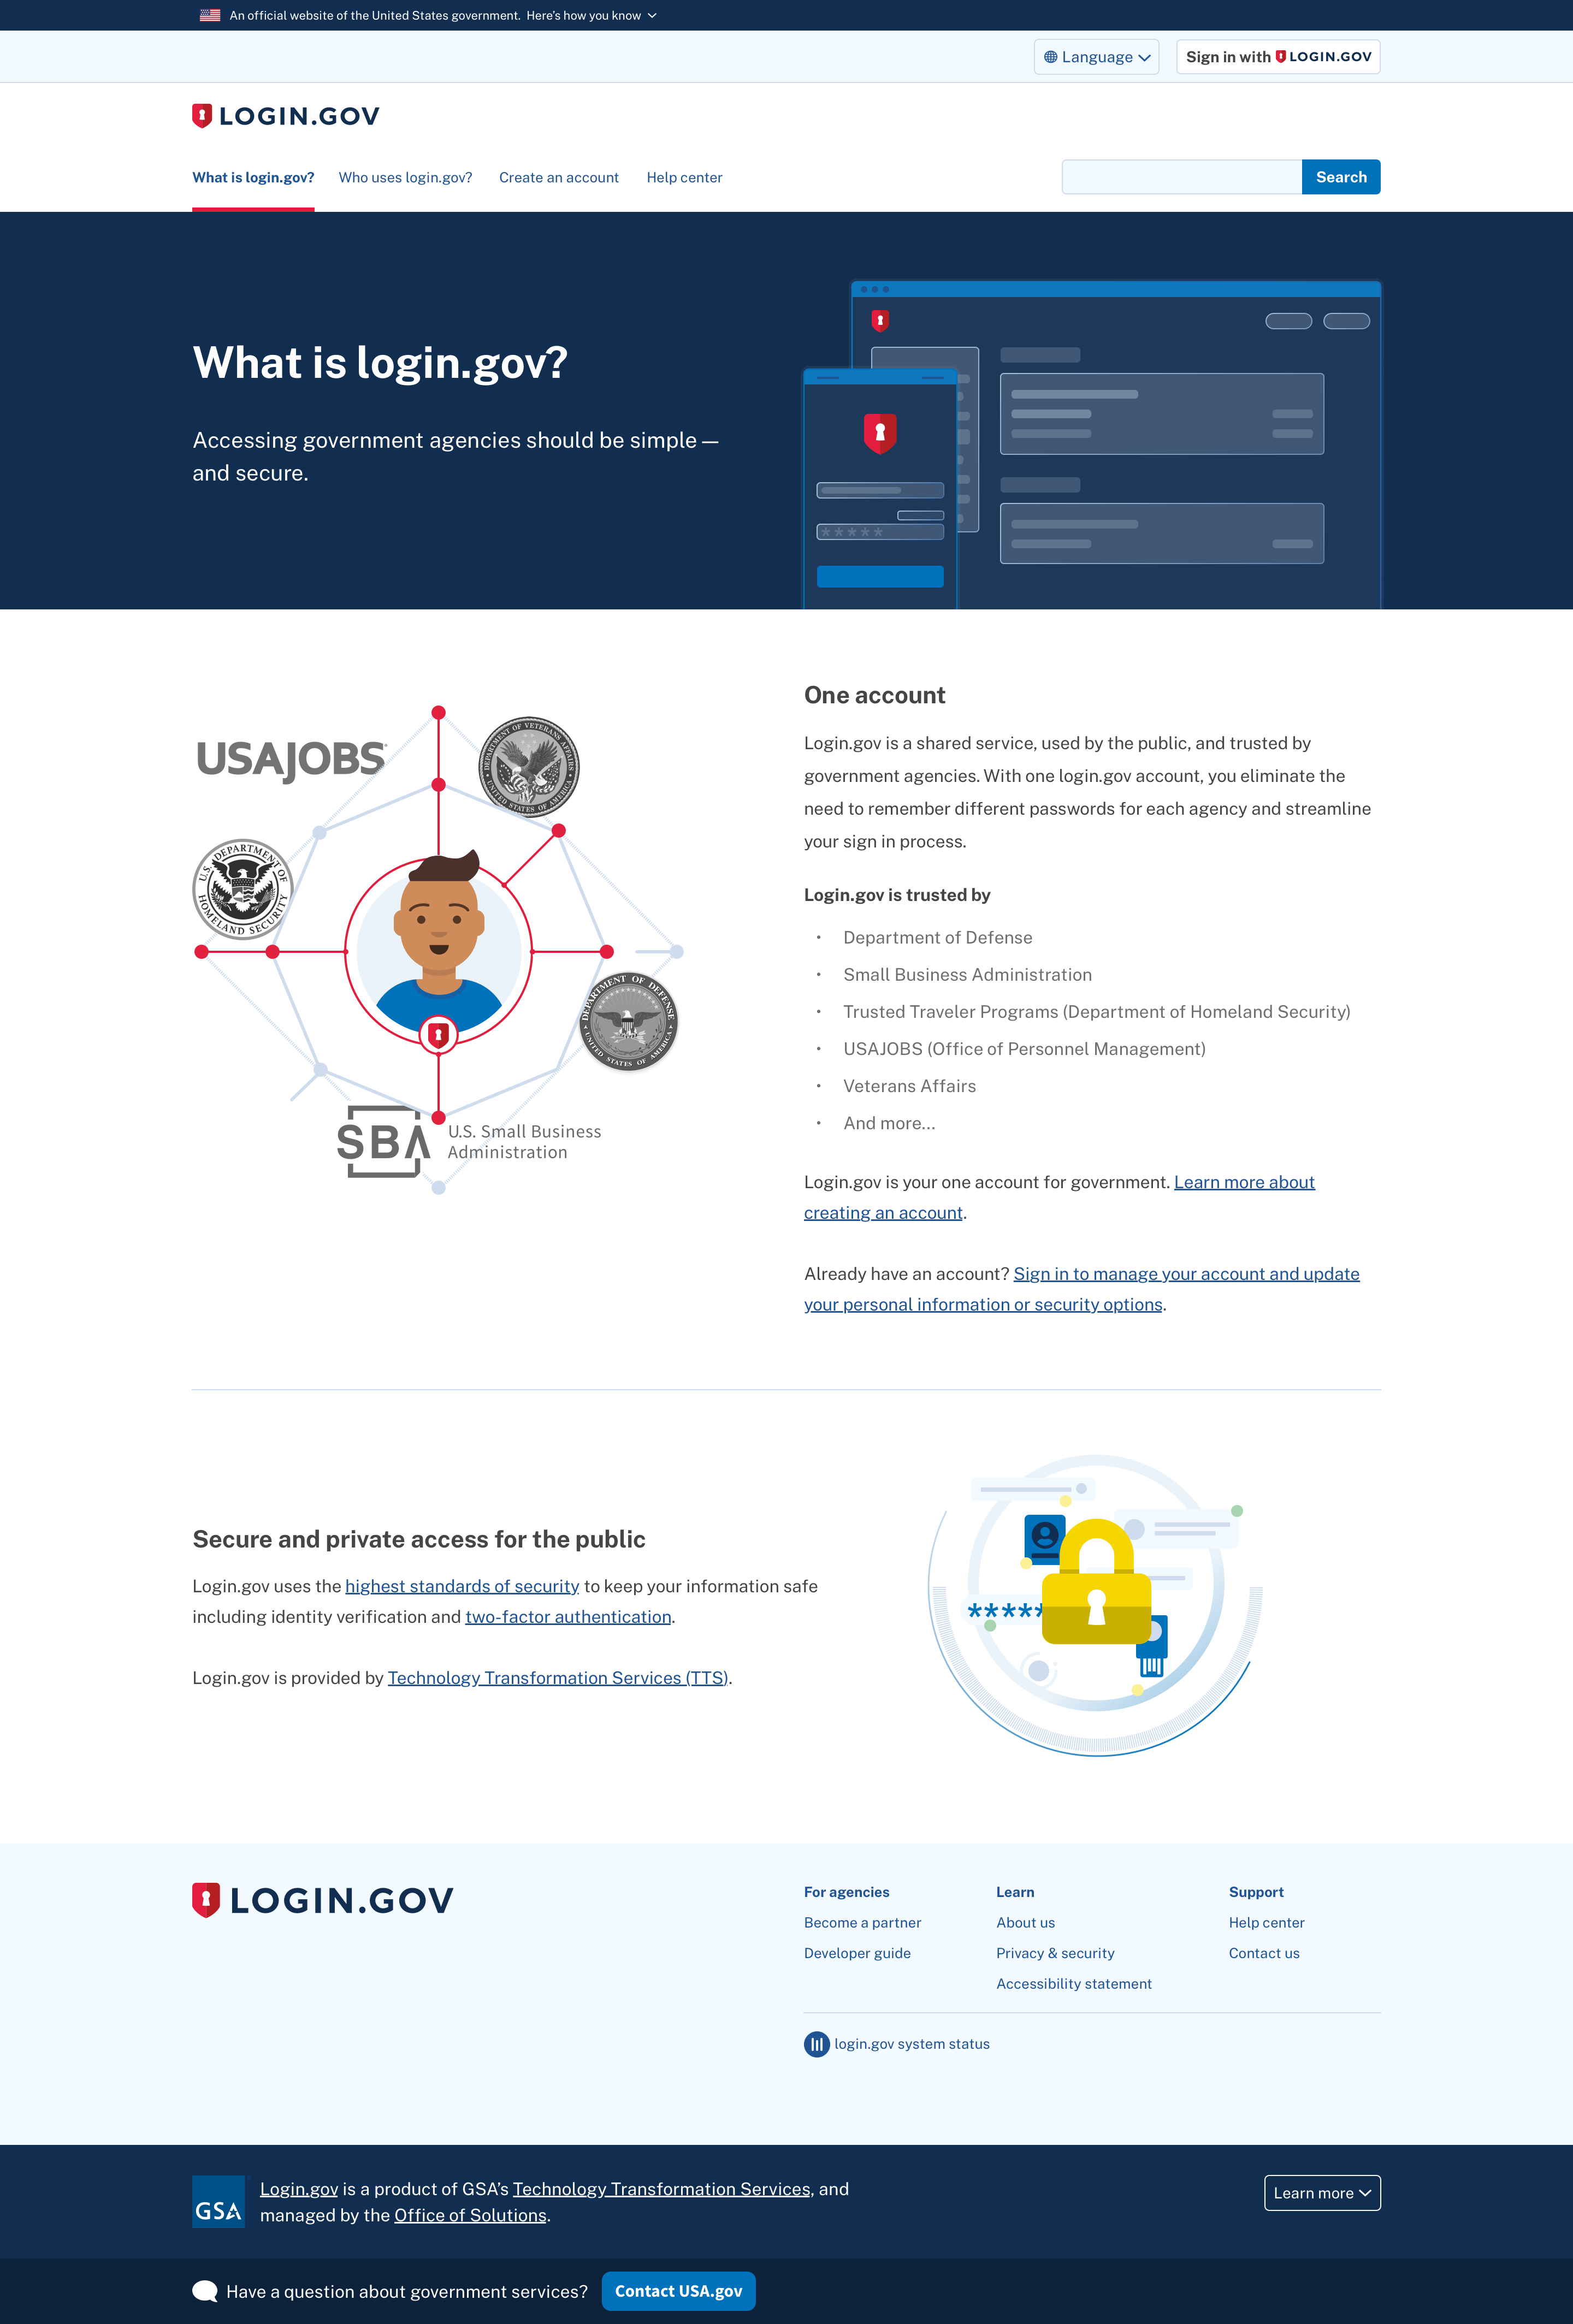 An official website of the United States government. Here's how you know
Language
Sign in with LOGIN.GOV
LOGIN.GOV
What is login.gov?
Who uses login.gov?
Create an account
Help center
Search
What is login.gov?
Accessing government agencies should be simple —
and secure.
USAJOBS
DEPARTMENT OF VETERANS AFFAIRS
UNITED STATES OF AMERICA
U.S. DEPARTMENT OF
HOMELAND SECURITY
DEPARTMENT OF DEFENSE
UNITED STATES OF AMERICA
SBA
U.S. Small Business
Administration
One account
Login.gov is a shared service, used by the public, and trusted by
government agencies. With one login.gov account, you eliminate the
need to remember different passwords for each agency and streamline
your sign in process.
Login.gov is trusted by
• Department of Defense
• Small Business Administration
• Trusted Traveler Programs (Department of Homeland Security)
• USAJOBS (Office of Personnel Management)
• Veterans Affairs
• And more...
Login.gov is your one account for government. Learn more about
creating an account.
Already have an account? Sign in to manage your account and update
your personal information or security options.
Secure and private access for the public
Login.gov uses the highest standards of security to keep your information safe
including identity verification and two-factor authentication.
Login.gov is provided by Technology Transformation Services (TTS).
LOGIN.GOV
For agencies
Become a partner
Developer guide
Learn
About us
Privacy & security
Accessibility statement
Support
Help center
Contact us
login.gov system status
GSA
Login.gov is a product of GSA's Technology Transformation Services, and
managed by the Office of Solutions.
Learn more
Have a question about government services?
Contact USA.gov